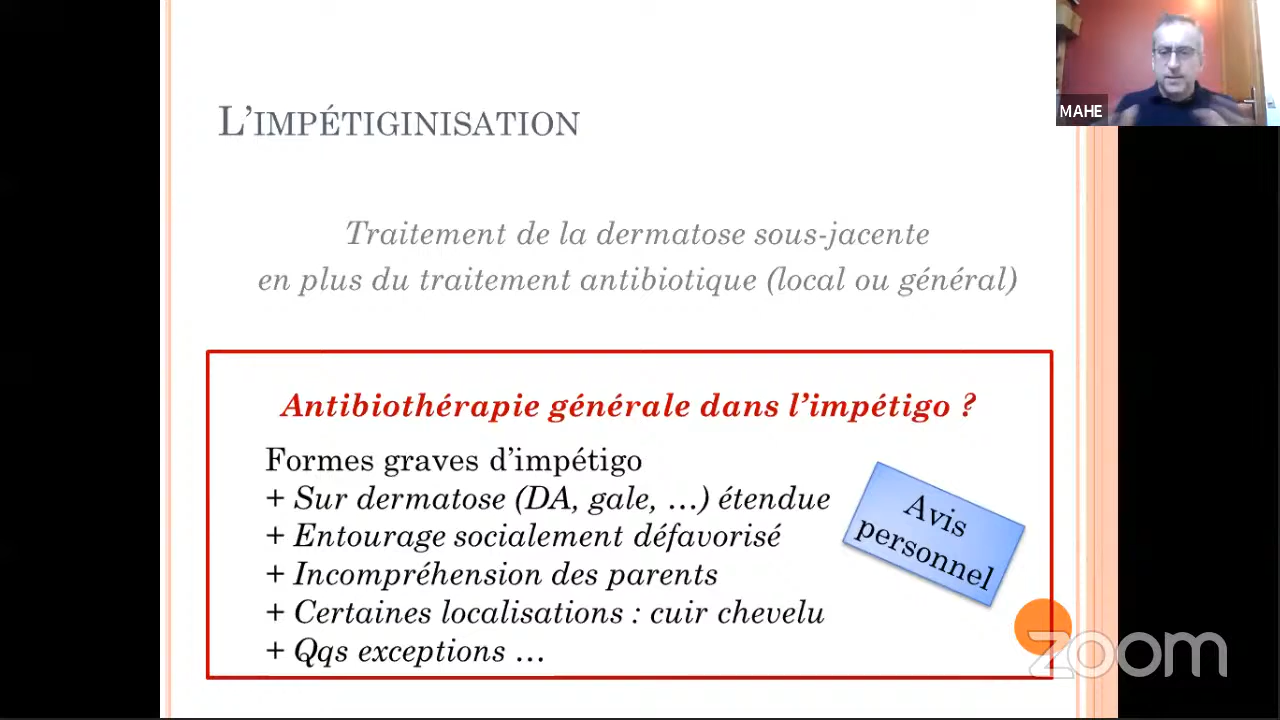 L'IMPÉTIGINISATION
MAHE
Traitement de la dermatose sous-jacente
en plus du traitement antibiotique (local ou général)
Antibiothérapie générale dans l'impétigo ?
Formes graves d'impétigo
+ Sur dermatose (DA, gale, …) étendue
+ Entourage socialement défavorisé
+ Incompréhension des parents
+ Certaines localisations : cuir chevelu
+ Qqs exceptions …
Avis
personnel
zoom